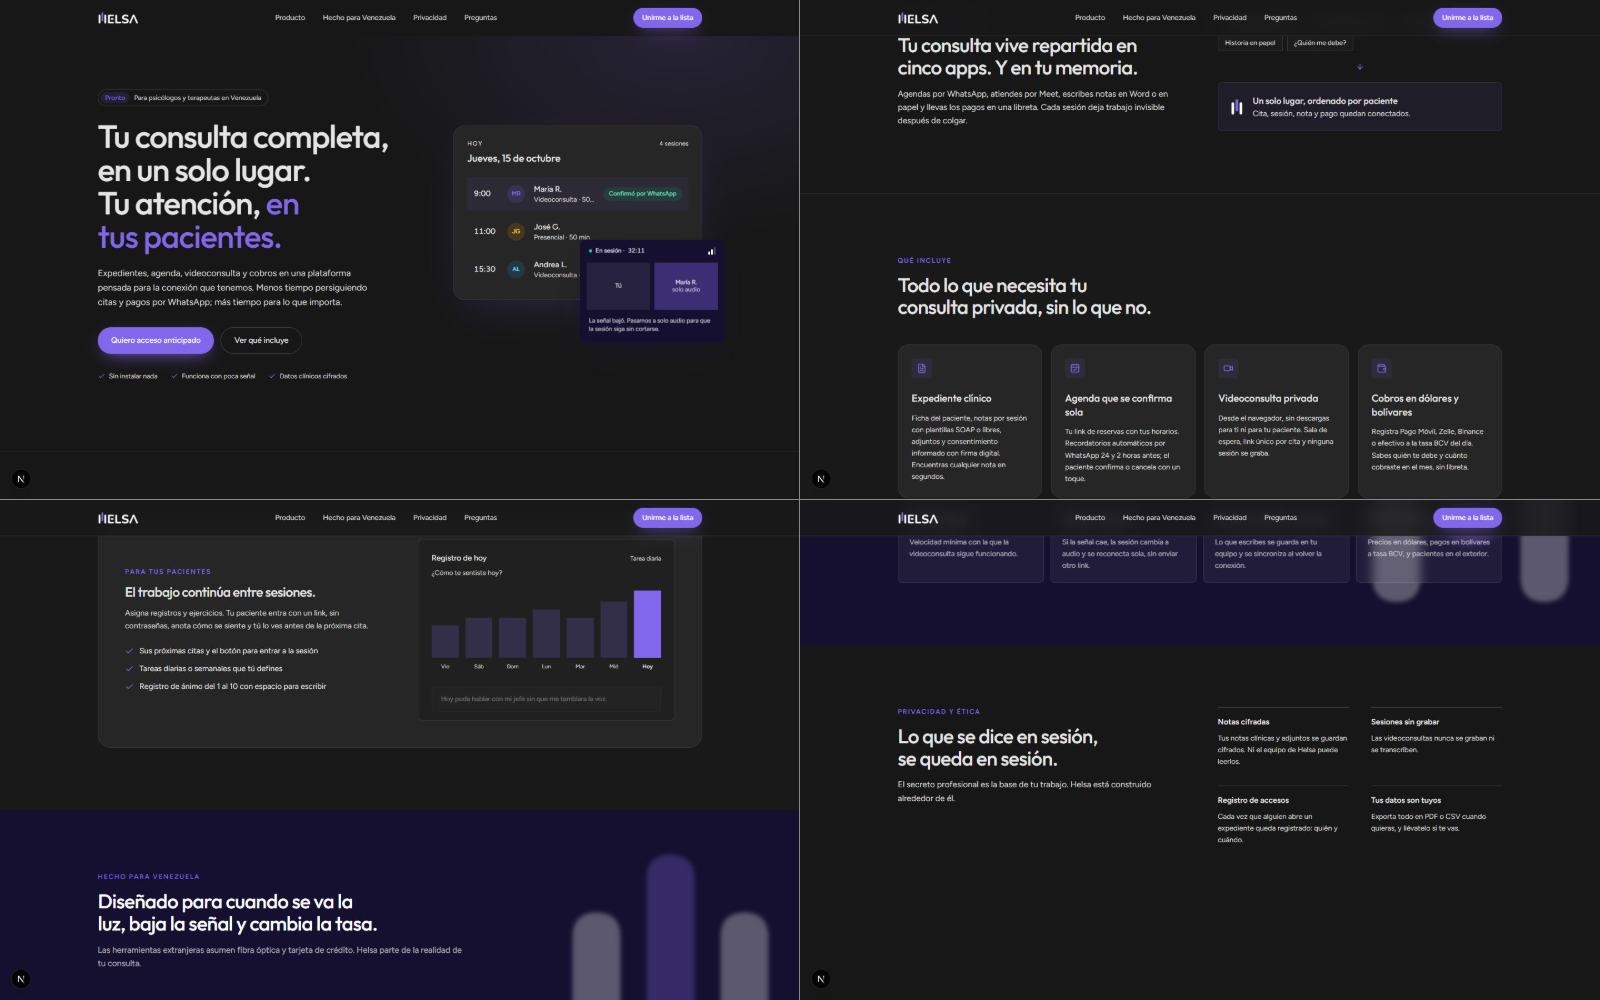 HELSA
Producto
Hecho para Venezuela
Privacidad
Preguntas
Unirme a la lista
Pronto
Para psicólogos y terapeutas en Venezuela
Tu consulta completa,
en un solo lugar.
Tu atención, en
tus pacientes.
Expedientes, agenda, videoconsulta y cobros en una plataforma
pensada para la conexión que tenemos. Menos tiempo persiguiendo
citas y pagos por WhatsApp; más tiempo para lo que importa.
Quiero acceso anticipado
Ver qué incluye
Sin instalar nada
Funciona con poca señal
Datos clínicos cifrados
HOY
4 sesiones
Jueves, 15 de octubre
9:00
MR
María R.
Videoconsulta · 50...
Confirmó por WhatsApp
11:00
JG
José G.
Presencial · 50 min
15:30
AL
Andrea L.
Videoconsulta
En sesión · 32:11
Tú
María R.
solo audio
La señal bajó. Pasamos a solo audio para que
la sesión siga sin cortarse.
N
HELSA
Producto
Hecho para Venezuela
Privacidad
Preguntas
Unirme a la lista
Tu consulta vive repartida en
cinco apps. Y en tu memoria.
Agendas por WhatsApp, atiendes por Meet, escribes notas en Word o en
papel y llevas los pagos en una libreta. Cada sesión deja trabajo invisible
después de colgar.
Historia en papel
¿Quién me debe?
Un solo lugar, ordenado por paciente
Cita, sesión, nota y pago quedan conectados.
QUÉ INCLUYE
Todo lo que necesita tu
consulta privada, sin lo que no.
Expediente clínico
Ficha del paciente, notas por sesión
con plantillas SOAP o libres,
adjuntos y consentimiento
informado con firma digital.
Encuentras cualquier nota en
segundos.
Agenda que se confirma
sola
Tu link de reservas con tus horarios.
Recordatorios automáticos por
WhatsApp 24 y 2 horas antes; el
paciente confirma o cancela con un
toque.
Videoconsulta privada
Desde el navegador, sin descargas
para ti ni para tu paciente. Sala de
espera, link único por cita y ninguna
sesión se graba.
Cobros en dólares y
bolívares
Registra Pago Móvil, Zelle, Binance
o efectivo a la tasa BCV del día.
Sabes quién te debe y cuánto
cobraste en el mes, sin libreta.
N
HELSA
Producto
Hecho para Venezuela
Privacidad
Preguntas
Unirme a la lista
PARA TUS PACIENTES
El trabajo continúa entre sesiones.
Asigna registros y ejercicios. Tu paciente entra con un link, sin
contraseñas, anota cómo se siente y tú lo ves antes de la próxima cita.
Sus próximas citas y el botón para entrar a la sesión
Tareas diarias o semanales que tú defines
Registro de ánimo del 1 al 10 con espacio para escribir
Registro de hoy
Tarea diaria
¿Cómo te sentiste hoy?
Vie
Sáb
Dom
Lun
Mar
Mié
Hoy
Hoy pude hablar con mi jefe sin que me temblara la voz.
HECHO PARA VENEZUELA
Diseñado para cuando se va la
luz, baja la señal y cambia la tasa.
Las herramientas extranjeras asumen fibra óptica y tarjeta de crédito. Helsa parte de la realidad de
tu consulta.
N
HELSA
Producto
Hecho para Venezuela
Privacidad
Preguntas
Unirme a la lista
Velocidad mínima con la que la
videoconsulta sigue funcionando.
Si la señal cae, la sesión cambia a
audio y se reconecta sola, sin enviar
otro link.
Lo que escribes se guarda en tu
equipo y se sincroniza al volver la
conexión.
Precios en dólares, pagos en bolívares
a tasa BCV, y pacientes en el exterior.
PRIVACIDAD Y ÉTICA
Lo que se dice en sesión,
se queda en sesión.
El secreto profesional es la base de tu trabajo. Helsa está construido
alrededor de él.
Notas cifradas
Tus notas clínicas y adjuntos se guardan
cifrados. Ni el equipo de Helsa puede
leerlos.
Sesiones sin grabar
Las videoconsultas nunca se graban ni
se transcriben.
Registro de accesos
Cada vez que alguien abre un
expediente queda registrado: quién y
cuándo.
Tus datos son tuyos
Exporta todo en PDF o CSV cuando
quieras, y llévatelo si te vas.
N